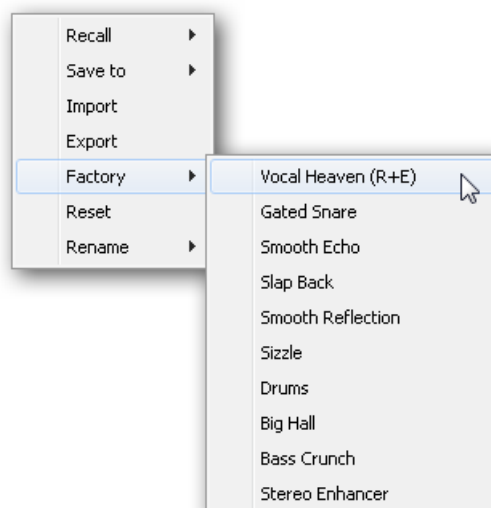 Recall
Save to
Import
Export
Factory
Reset
Rename
Vocal Heaven (R+E)
Gated Snare
Smooth Echo
Slap Back
Smooth Reflection
Sizzle
Drums
Big Hall
Bass Crunch
Stereo Enhancer